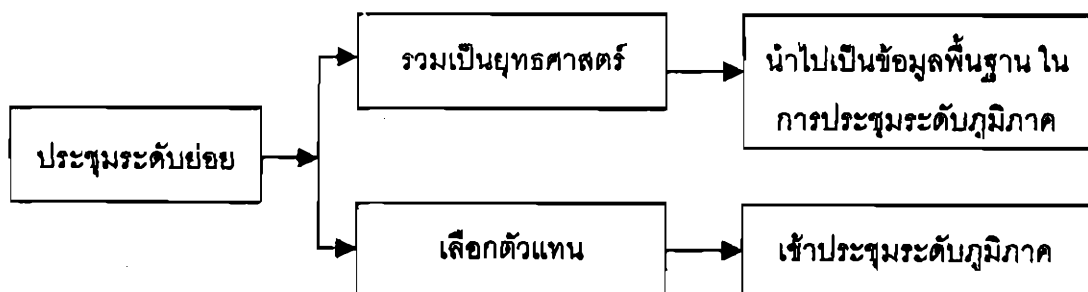 รวมเป็นยุทธศาสตร์
นำไปเป็นข้อมูลพื้นฐาน ใน
การประชุมระดับภูมิภาค
ประชุมระดับย่อย
เลือกตัวแทน
เข้าประชุมระดับภูมิภาค